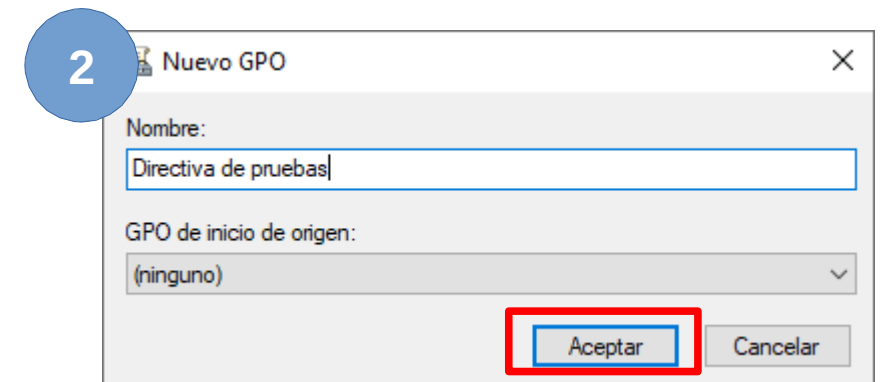 2
Nuevo GPO
Nombre:
Directiva de pruebas
GPO de inicio de origen:
(ninguno)
Aceptar Cancelar